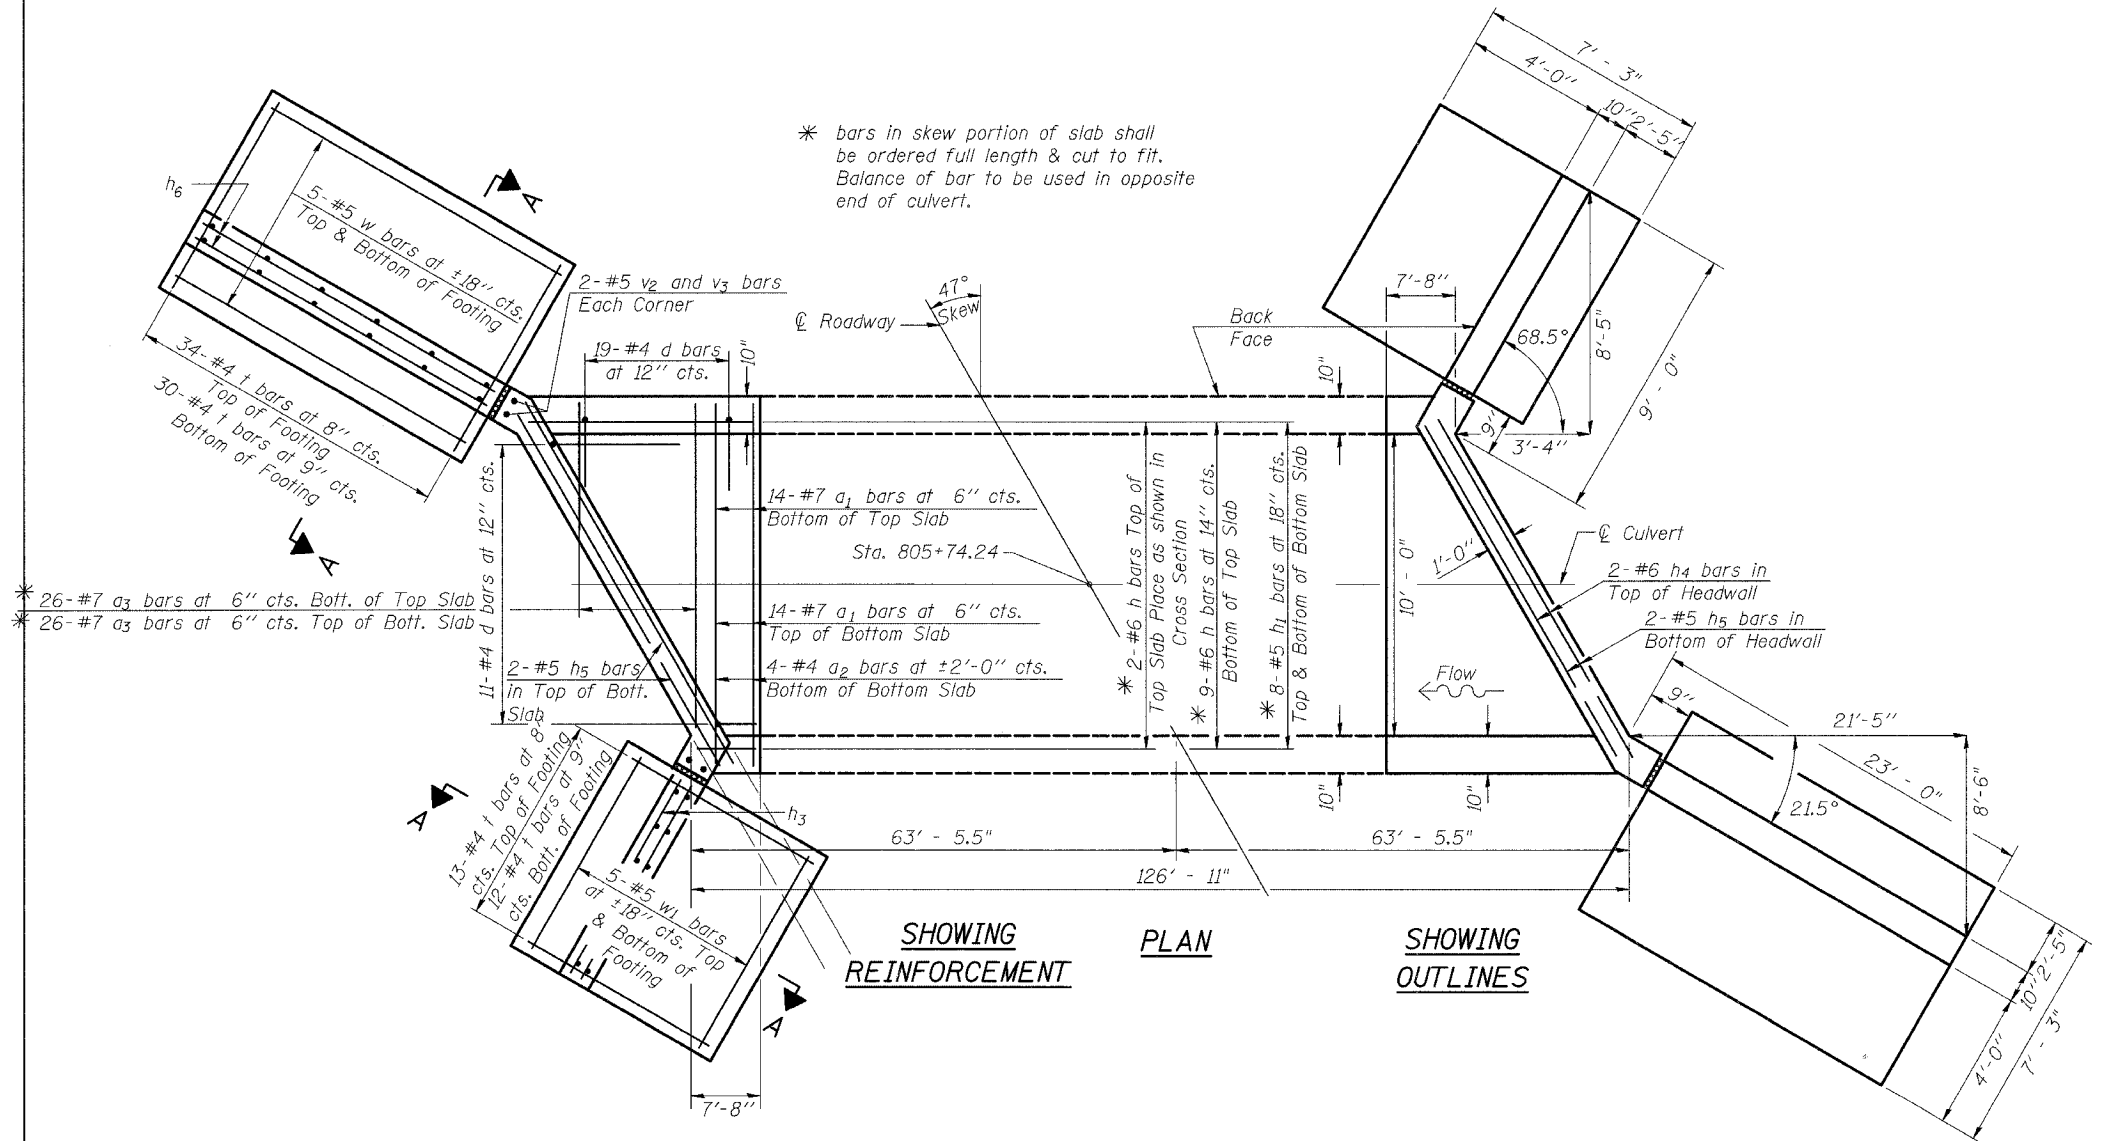 7' - 3"
4'-0"
10"
2'-5"
* bars in skew portion of slab shall
be ordered full length & cut to fit.
Balance of bar to be used in opposite
end of culvert.
A
h6
5-#5 w bars at ±18" cts.
Top & Bottom of Footing
2-#5 v2 and v3 bars
Each Corner
47°
Skew
℄ Roadway
Back
Face
7'-8"
68.5°
8'-5"
9' - 0"
19-#4 d bars
at 12" cts.
10"
10"
9"
3'-4"
34-#4 t bars at 8" cts.
Top of Footing
30-#4 t bars at 9" cts.
Bottom of Footing
A
11-#4 d bars at 12" cts.
14-#7 a1 bars at 6" cts.
Bottom of Top Slab
Sta. 805+74.24
* 2-#6 h bars Top of
Top Slab Place as shown in
Cross Section
* 9-#6 h bars at 14" cts.
Bottom of Top Slab
* 8-#5 h1 bars at 18" cts.
Top & Bottom of Bottom Slab
10' - 0"
1'-0"
℄ Culvert
2-#6 h4 bars in
Top of Headwall
2-#5 h5 bars in
Bottom of Headwall
* 26-#7 a3 bars at 6" cts. Bott. of Top Slab
* 26-#7 a3 bars at 6" cts. Top of Bott. Slab
14-#7 a1 bars at 6" cts.
Top of Bottom Slab
2-#5 h5 bars
in Top of Bott.
Slab
4-#4 a2 bars at ±2'-0" cts.
Bottom of Bottom Slab
Flow
9"
21'-5"
23' - 0"
8'-6"
21.5°
10"
10"
A
13-#4 t bars at 8"
cts. Top of Footing
12-#4 t bars at 9"
cts. Bott. of Footing
h3
5-#5 w1 bars
at ±18" cts. Top
& Bottom of
Footing
A
63' - 5.5"
63' - 5.5"
126' - 11"
SHOWING
REINFORCEMENT
PLAN
SHOWING
OUTLINES
2'-5"
10"
4'-0"
7' - 3"
7'-8"